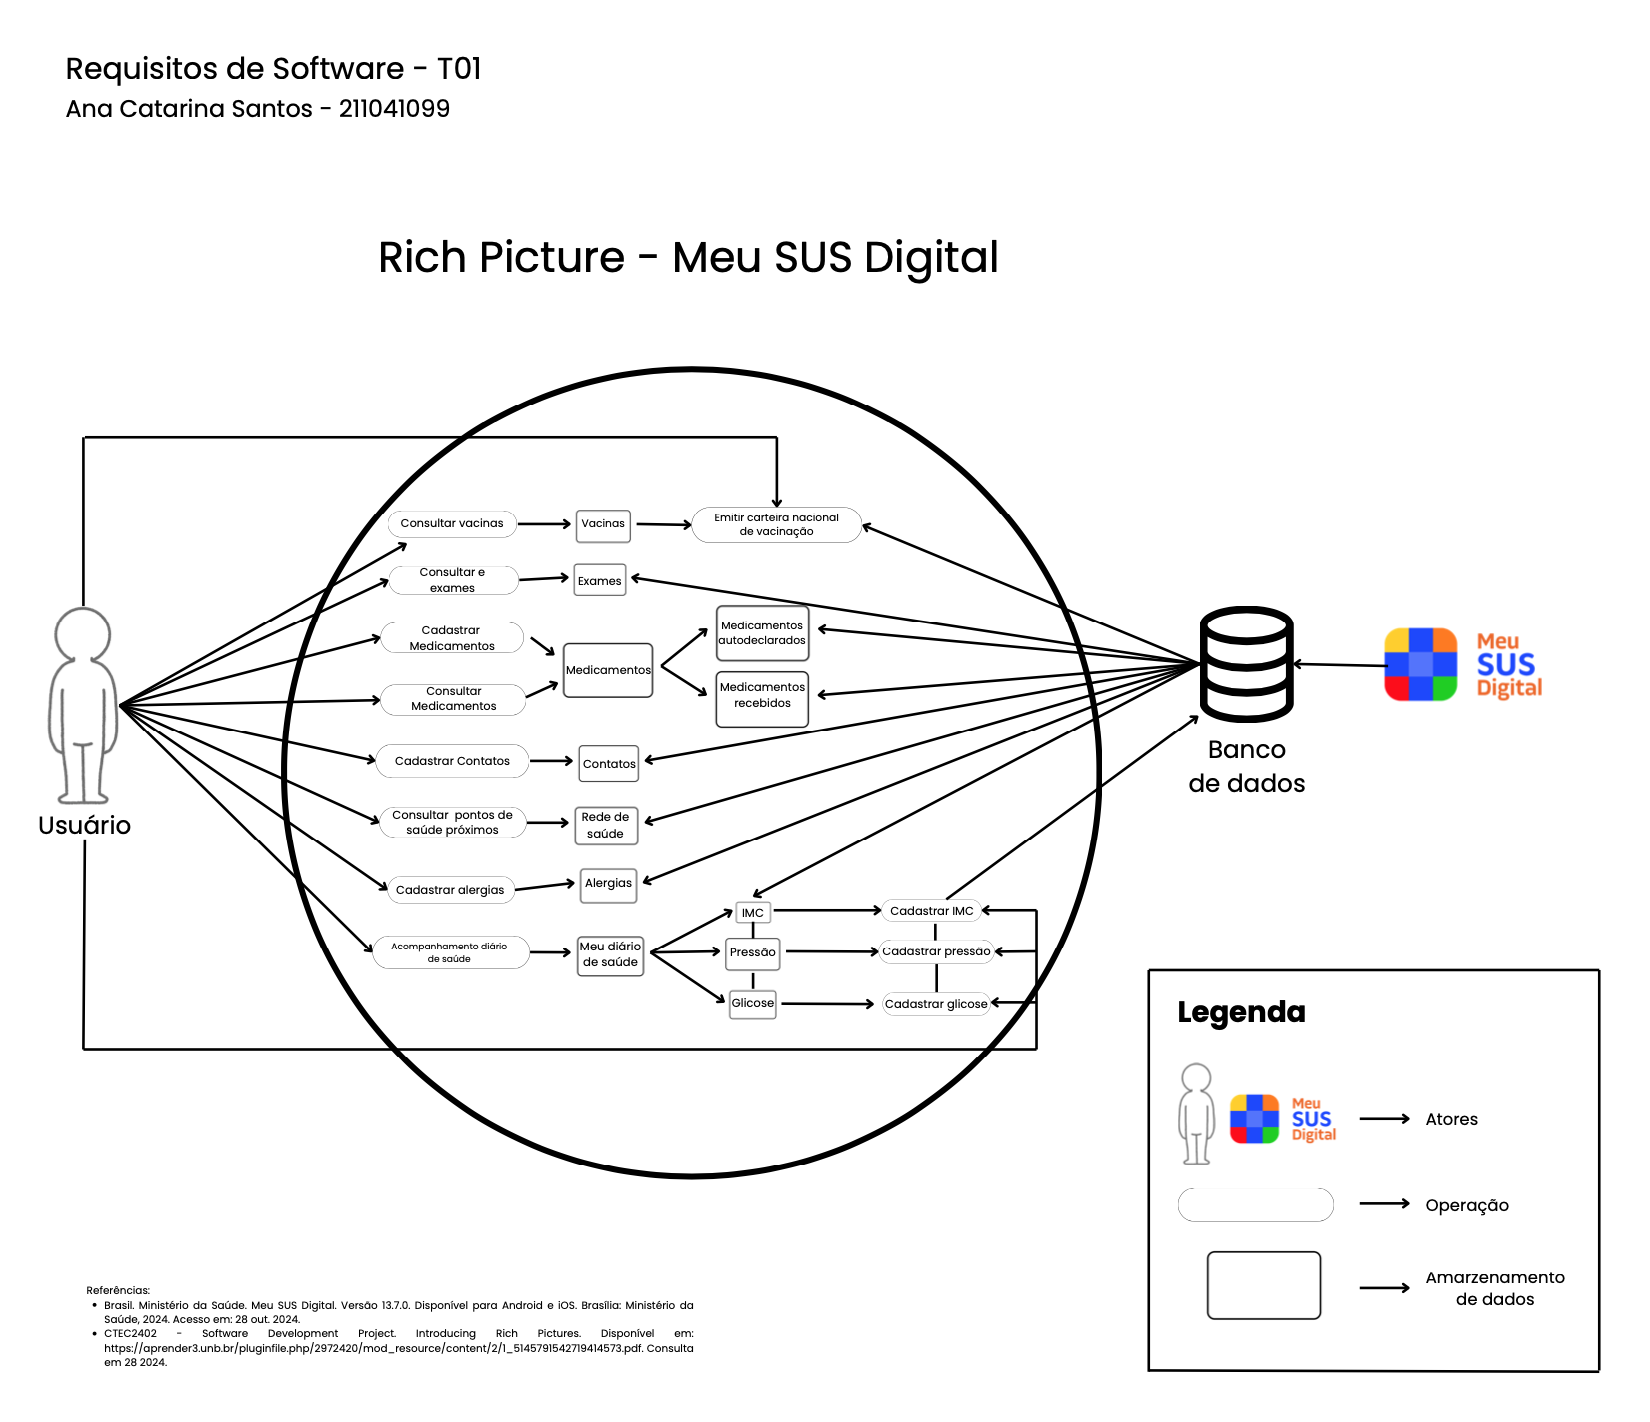 Requisitos de Software - T01
Ana Catarina Santos - 211041099
Rich Picture - Meu SUS Digital
Consultar vacinas
Vacinas
Emitir carteira nacional
de vacinação
Consultar e
exames
Exames
Cadastrar
Medicamentos
Medicamentos
autodeclarados
Medicamentos
Consultar
Medicamentos
Medicamentos
recebidos
Cadastrar Contatos
Contatos
Consultar pontos de
saúde próximos
Rede de
saúde
Cadastrar alergias
Alergias
Acompanhamento diário
de saúde
Meu diário
de saúde
IMC
Cadastrar IMC
Pressão
Cadastrar pressão
Glicose
Cadastrar glicose
Usuário
Banco
de dados
Meu
SUS
Digital
Legenda
Meu
SUS
Digital
Atores
Operação
Amarzenamento
de dados
Referências:
• Brasil. Ministério da Saúde. Meu SUS Digital. Versão 13.7.0. Disponível para Android e iOS. Brasília: Ministério da
Saúde, 2024. Acesso em: 28 out. 2024.
• CTEC2402 - Software Development Project. Introducing Rich Pictures. Disponível em:
https://aprender3.unb.br/pluginfile.php/2972420/mod_resource/content/2/1_5145791542719414573.pdf. Consulta
em 28 2024.